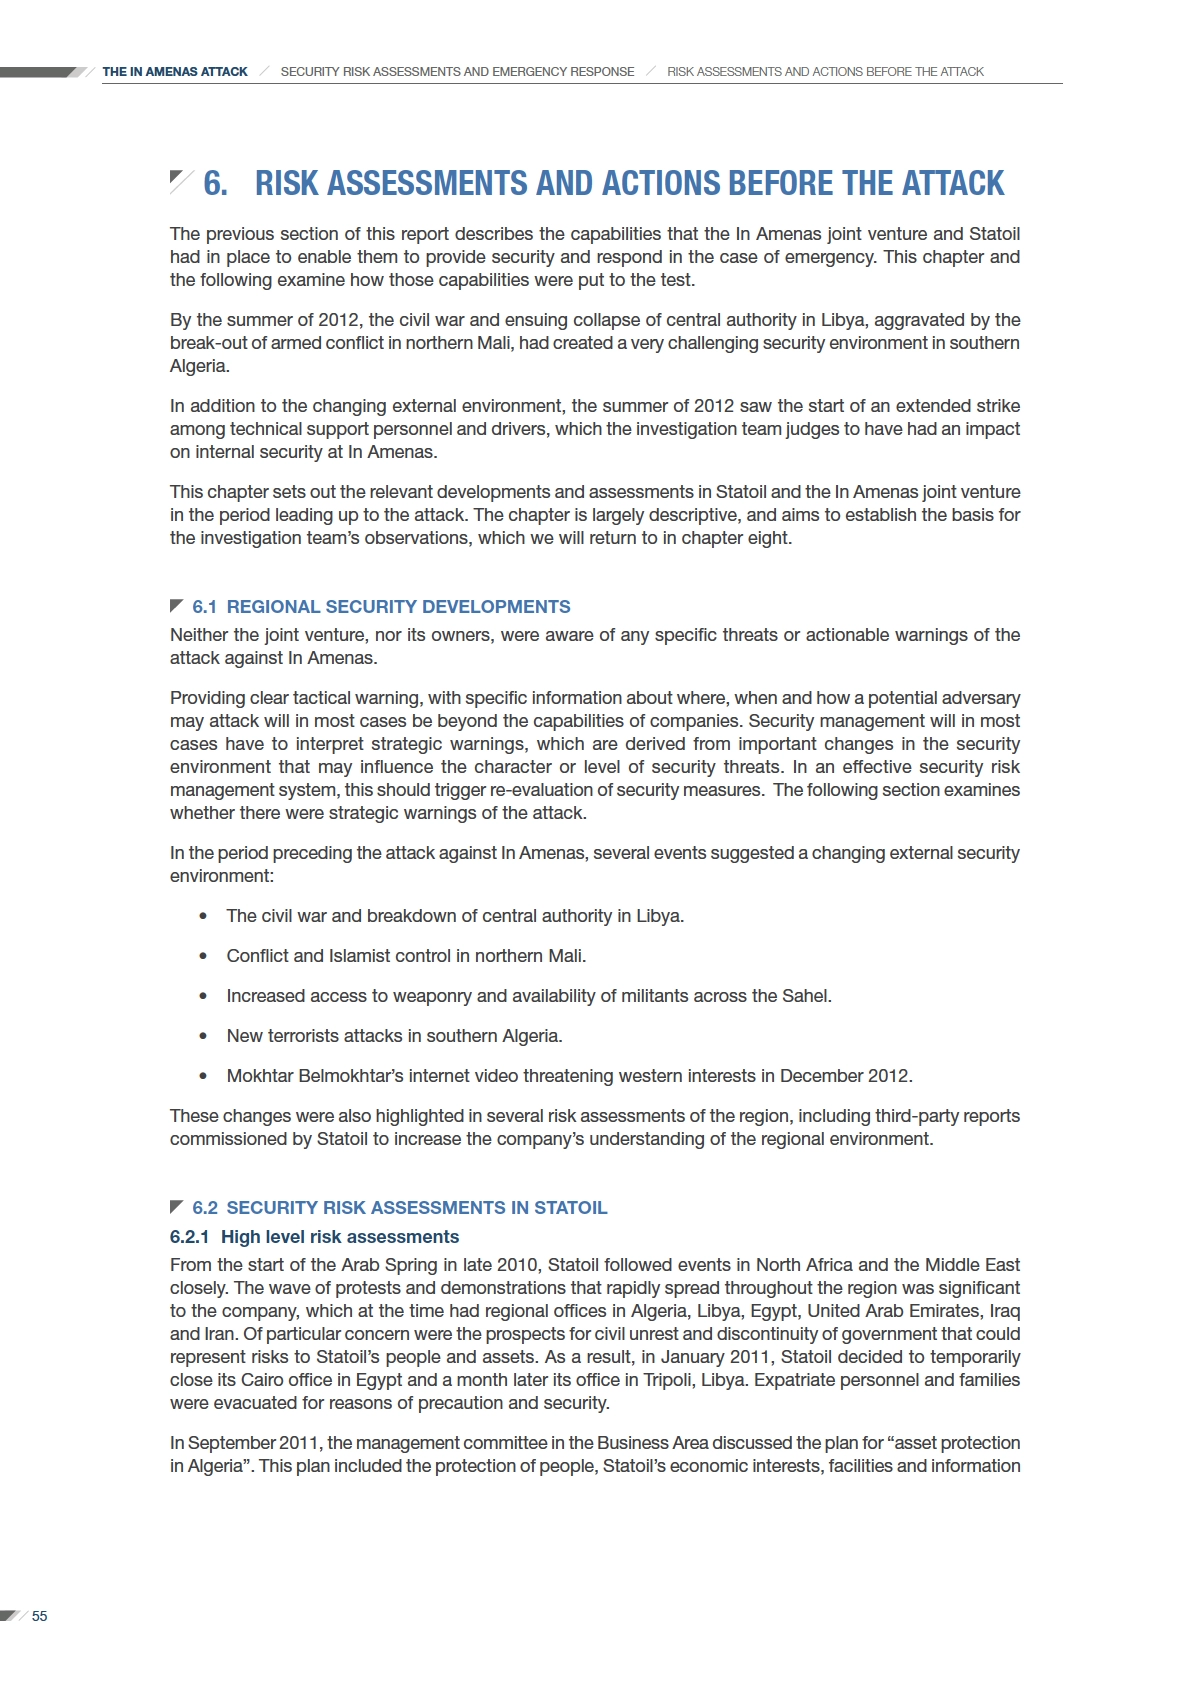 THE IN AMENAS ATTACK / SECURITY RISK ASSESSMENTS AND EMERGENCY RESPONSE / RISK ASSESSMENTS AND ACTIONS BEFORE THE ATTACK
6. RISK ASSESSMENTS AND ACTIONS BEFORE THE ATTACK
The previous section of this report describes the capabilities that the In Amenas joint venture and Statoil
had in place to enable them to provide security and respond in the case of emergency. This chapter and
the following examine how those capabilities were put to the test.
By the summer of 2012, the civil war and ensuing collapse of central authority in Libya, aggravated by the
break-out of armed conflict in northern Mali, had created a very challenging security environment in southern
Algeria.
In addition to the changing external environment, the summer of 2012 saw the start of an extended strike
among technical support personnel and drivers, which the investigation team judges to have had an impact
on internal security at In Amenas.
This chapter sets out the relevant developments and assessments in Statoil and the In Amenas joint venture
in the period leading up to the attack. The chapter is largely descriptive, and aims to establish the basis for
the investigation team’s observations, which we will return to in chapter eight.
6.1 REGIONAL SECURITY DEVELOPMENTS
Neither the joint venture, nor its owners, were aware of any specific threats or actionable warnings of the
attack against In Amenas.
Providing clear tactical warning, with specific information about where, when and how a potential adversary
may attack will in most cases be beyond the capabilities of companies. Security management will in most
cases have to interpret strategic warnings, which are derived from important changes in the security
environment that may influence the character or level of security threats. In an effective security risk
management system, this should trigger re-evaluation of security measures.  The following section examines
whether there were strategic warnings of the attack.
In the period preceding the attack against In Amenas, several events suggested a changing external security
environment:
• The civil war and breakdown of central authority in Libya.
• Conflict and Islamist control in northern Mali.
• Increased access to weaponry and availability of militants across the Sahel.
• New terrorists attacks in southern Algeria.
• Mokhtar Belmokhtar’s internet video threatening western interests in December 2012.
These changes were also highlighted in several risk assessments of the region, including third-party reports
commissioned by Statoil to increase the company’s understanding of the regional environment.
6.2 SECURITY RISK ASSESSMENTS IN STATOIL
6.2.1 High level risk assessments
From the start of the Arab Spring in late 2010, Statoil followed events in North Africa and the Middle East
closely. The wave of protests and demonstrations that rapidly spread throughout the region was significant
to the company, which at the time had regional offices in Algeria, Libya, Egypt, United Arab Emirates, Iraq
and Iran. Of particular concern were the prospects for civil unrest and discontinuity of government that could
represent risks to Statoil’s people and assets. As a result, in January 2011, Statoil decided to temporarily
close its Cairo office in Egypt and a month later its office in Tripoli, Libya. Expatriate personnel and families
were evacuated for reasons of precaution and security.
In September 2011, the management committee in the Business Area discussed the plan for “asset protection
in Algeria”. This plan included the protection of people, Statoil’s economic interests, facilities and information
55